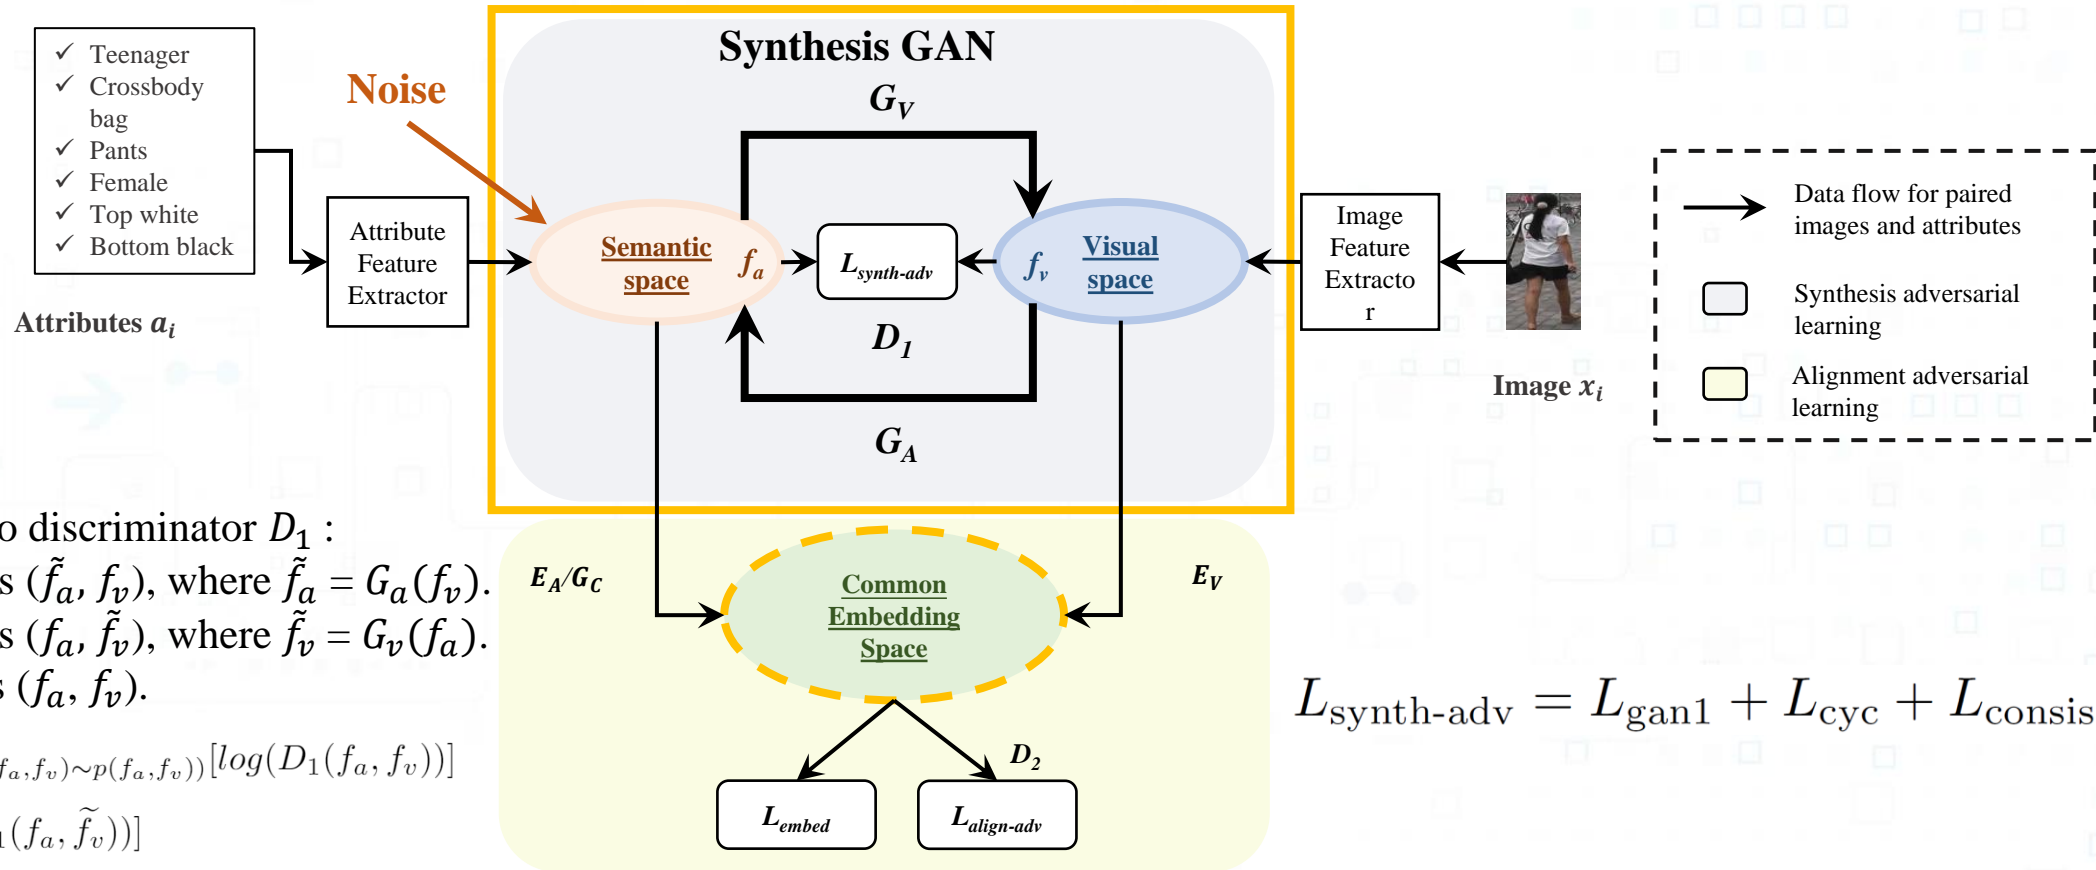 Synthesis GAN
✓ Teenager
✓ Crossbody
bag
✓ Pants
✓ Female
✓ Top white
✓ Bottom black
Attributes a_i
Noise
Attribute
Feature
Extractor
G_V
Semantic
space
f_a
L_synth-adv
f_v
Visual
space
D_1
G_A
Image
Feature
Extracto
r
Image x_i
Data flow for paired
images and attributes
Synthesis adversarial
learning
Alignment adversarial
learning
o discriminator D_1 :
s (f̃_a, f_v), where f̃_a = G_a(f_v).
s (f_a, f̃_v), where f̃_v = G_v(f_a).
s (f_a, f_v).
f_a,f_v)∼p(f_a,f_v))[log(D_1(f_a, f_v))]
1(f_a, f̃_v))]
E_A/G_C
Common
Embedding
Space
E_V
D_2
L_embed
L_align-adv
L_synth-adv = L_gan1 + L_cyc + L_consis